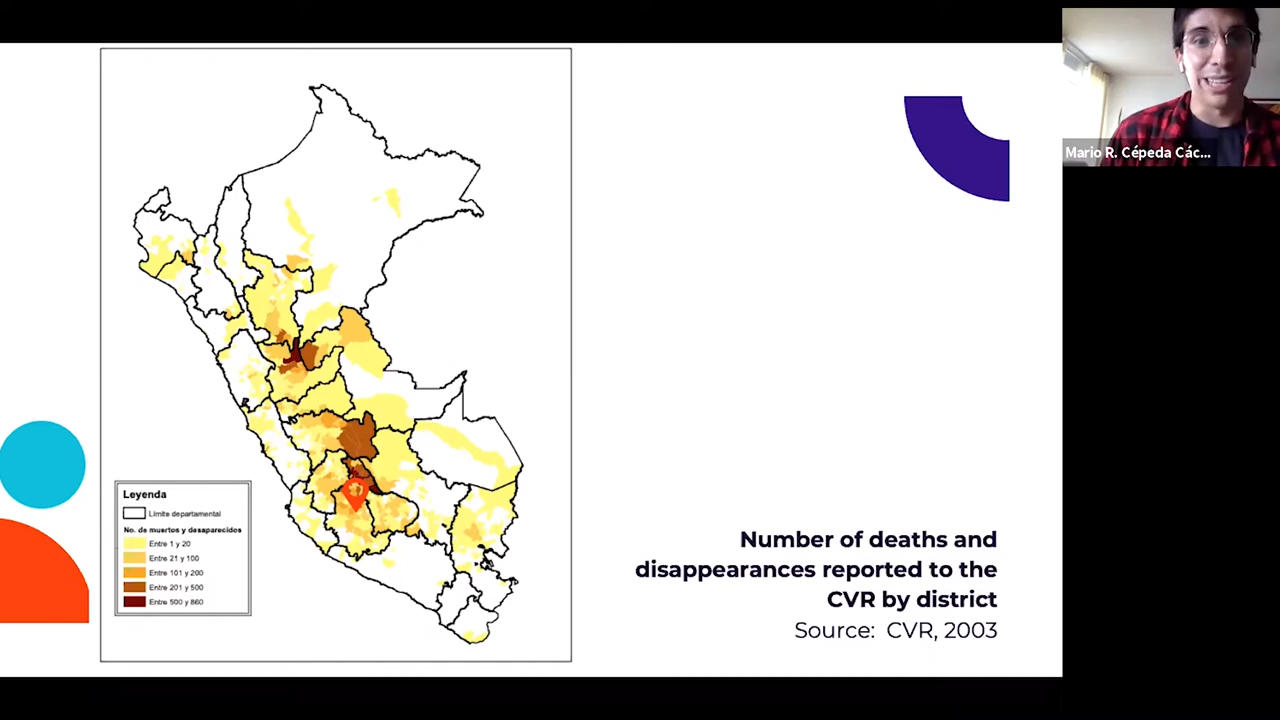 Mario R. Cépeda Các...
Leyenda
Límite departamental
No. de muertos y desaparecidos
Entre 1 y 20
Entre 21 y 100
Entre 101 y 200
Entre 201 y 500
Entre 500 y 860
Number of deaths and
disappearances reported to the
CVR by district
Source: CVR, 2003